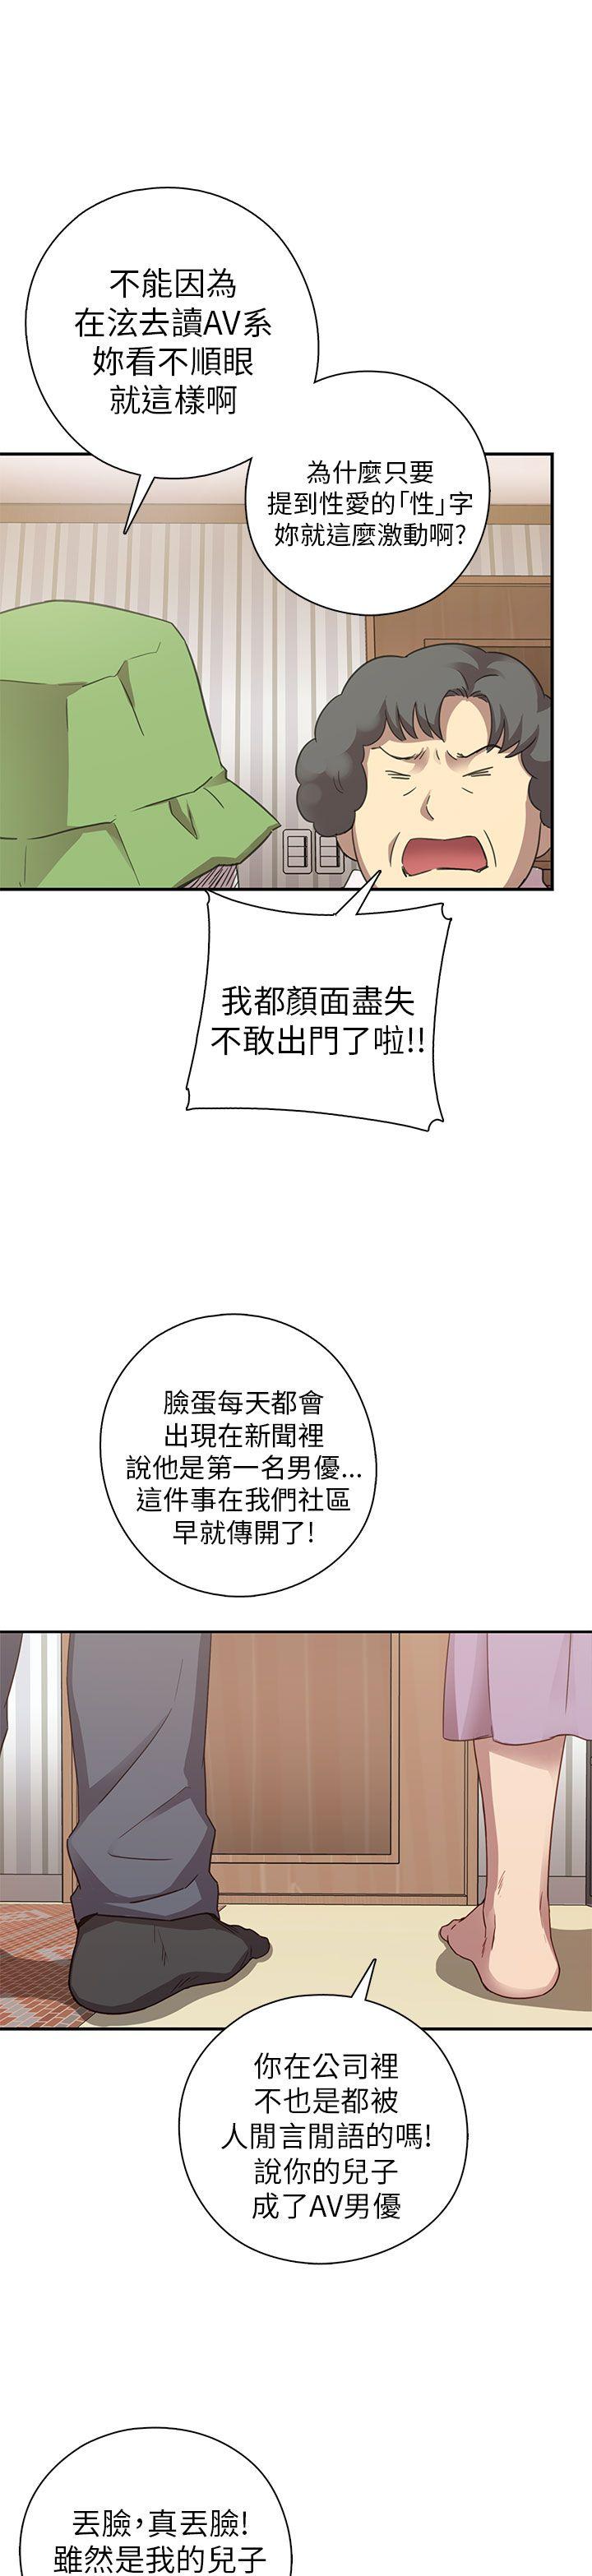 不能因為
在泫去讀AV系
妳看不順眼
就這樣啊
為什麼只要
提到性愛的「性」字
妳就這麼激動啊?
我都顏面盡失
不敢出門了啦!!
臉蛋每天都會
出現在新聞裡
說他是第一名男優...
這件事在我們社區
早就傳開了!
你在公司裡
不也是都被
人閒言閒語的嗎!
說你的兒子
成了AV男優
丟臉,真丟臉!
雖然是我的兒子